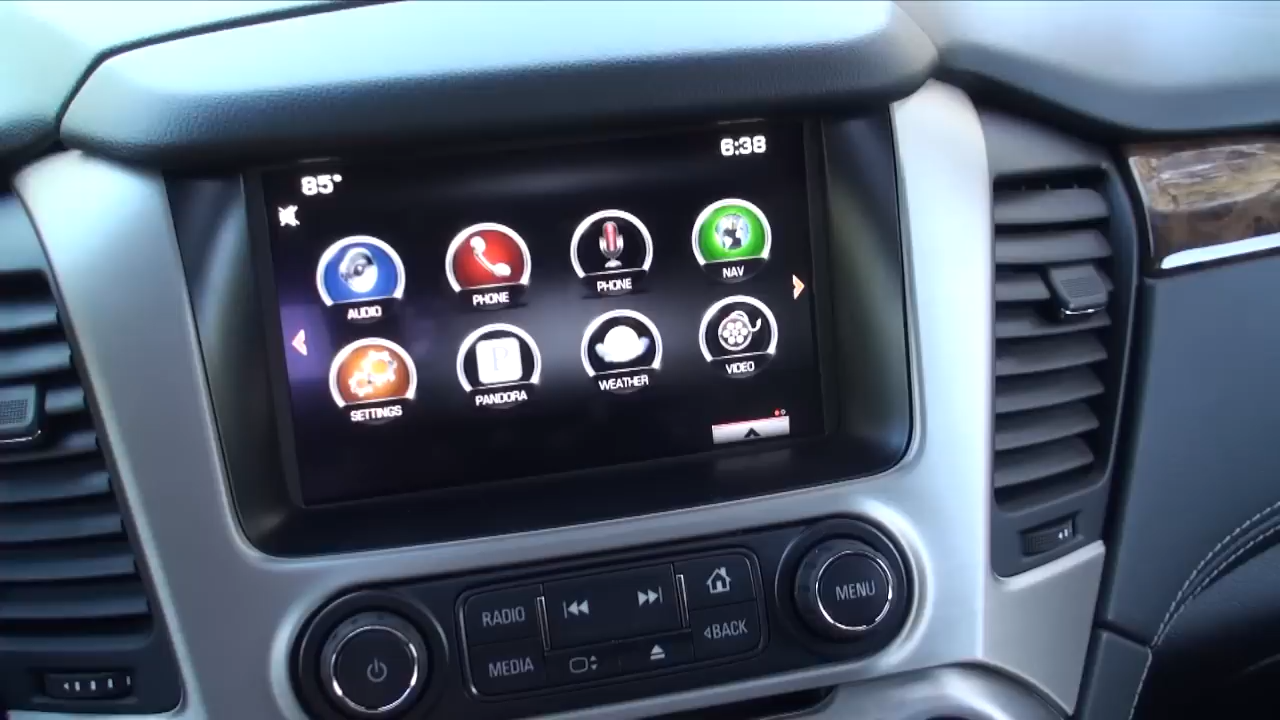 85°
6:38
AUDIO
PHONE
PHONE
NAV
SETTINGS
P
PANDORA
WEATHER
VIDEO
RADIO
MEDIA
BACK
MENU